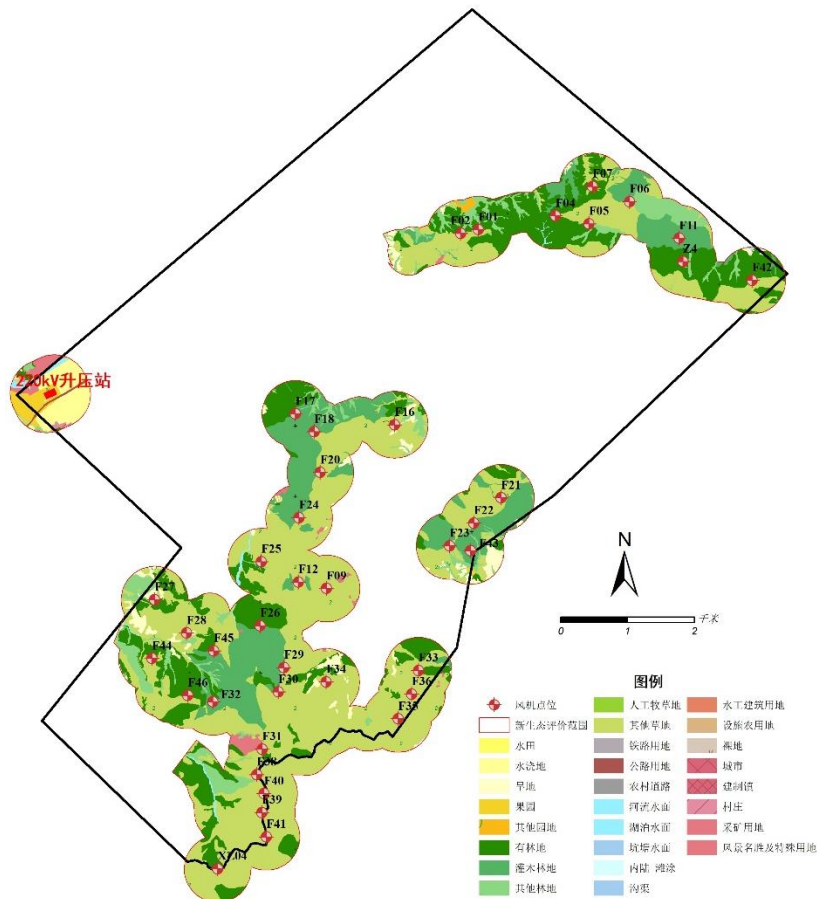 F07
F06
F04
F02 F01
F05
F11
Z4
F42
220kV升压站
F17
F16
F18
F20
F21
F24
F22
F23
F43
F25
F12
F09
F27
F26
F28
F45
F44
F29
F33
F34
F30
F36
F46
F32
F35
F31
F38
F40
F39
F41
XZ04
N
0 1 2 千米
图例
风机点位 人工牧草地 水工建筑用地
新生态评价范围 其他草地 设施农用地
水田 铁路用地 裸地
水浇地 公路用地 城市
旱地 农村道路 建制镇
果园 河流水面 村庄
其他园地 湖泊水面 采矿用地
有林地 坑塘水面 风景名胜及特殊用地
灌木林地 内陆 滩涂
其他林地 沟渠